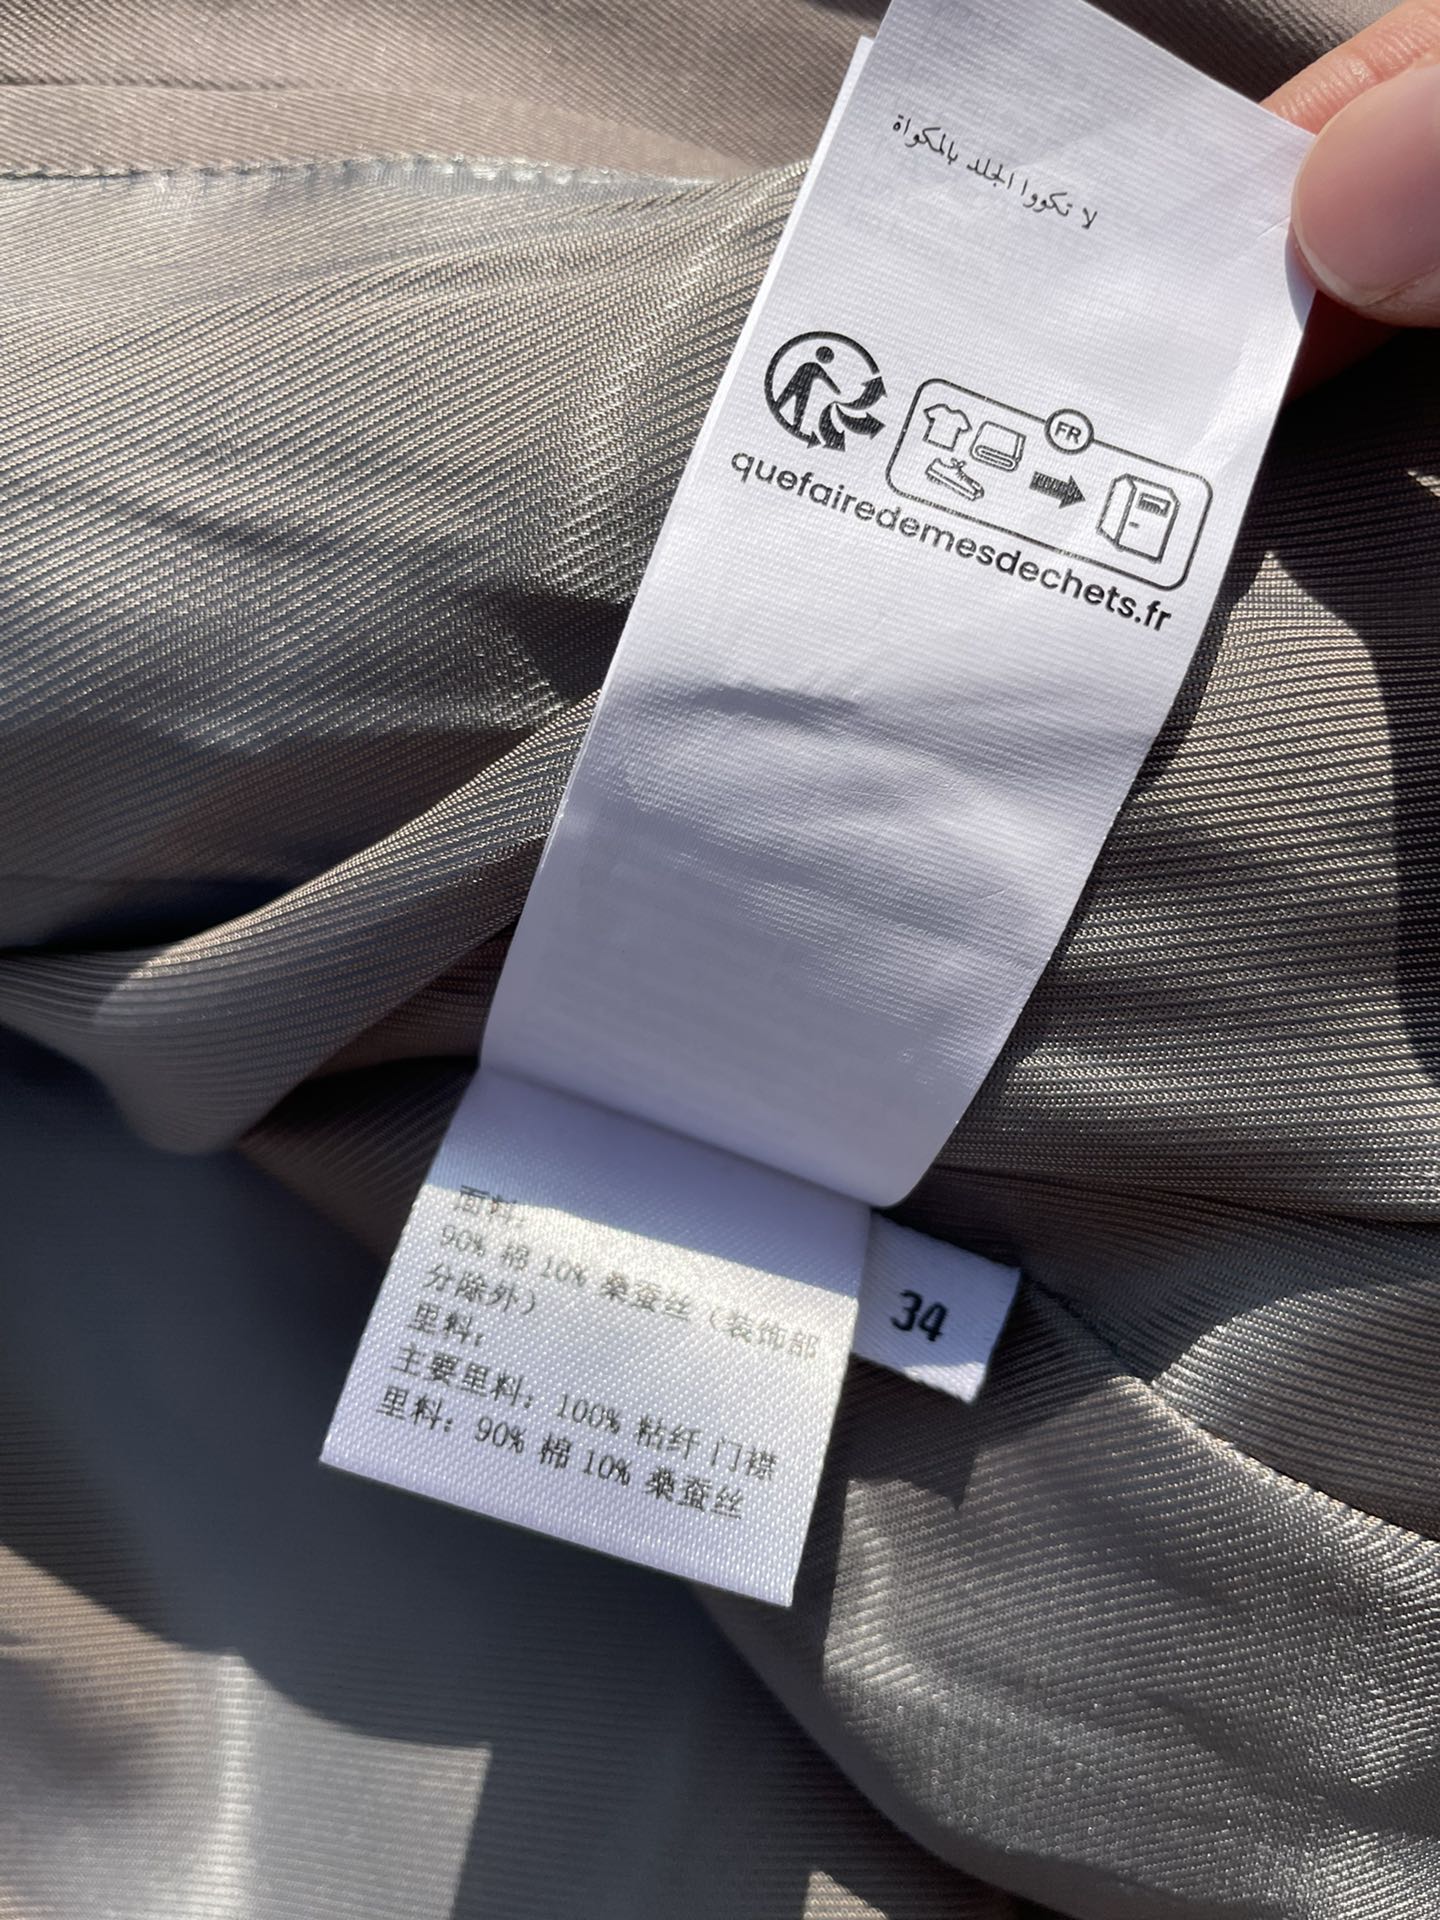 لا تكووا الجلد بالمكواة
FR
quefairedemesdechets.fr
面料:
90% 棉 10% 桑蚕丝 (装饰部
分除外)
里料:
主要里料: 100% 粘纤 门襟
里料: 90% 棉 10% 桑蚕丝
34